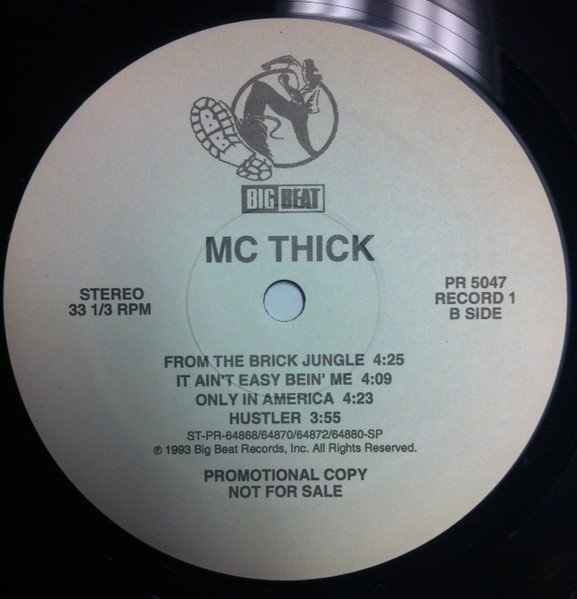 BIG BEAT
MC THICK
STEREO
33 1/3 RPM
PR 5047
RECORD 1
B SIDE
FROM THE BRICK JUNGLE 4:25
IT AIN'T EASY BEIN' ME 4:09
ONLY IN AMERICA 4:23
HUSTLER 3:55
ST-PR-64868/64870/64872/64880-SP
℗ 1993 Big Beat Records, Inc. All Rights Reserved.
PROMOTIONAL COPY
NOT FOR SALE